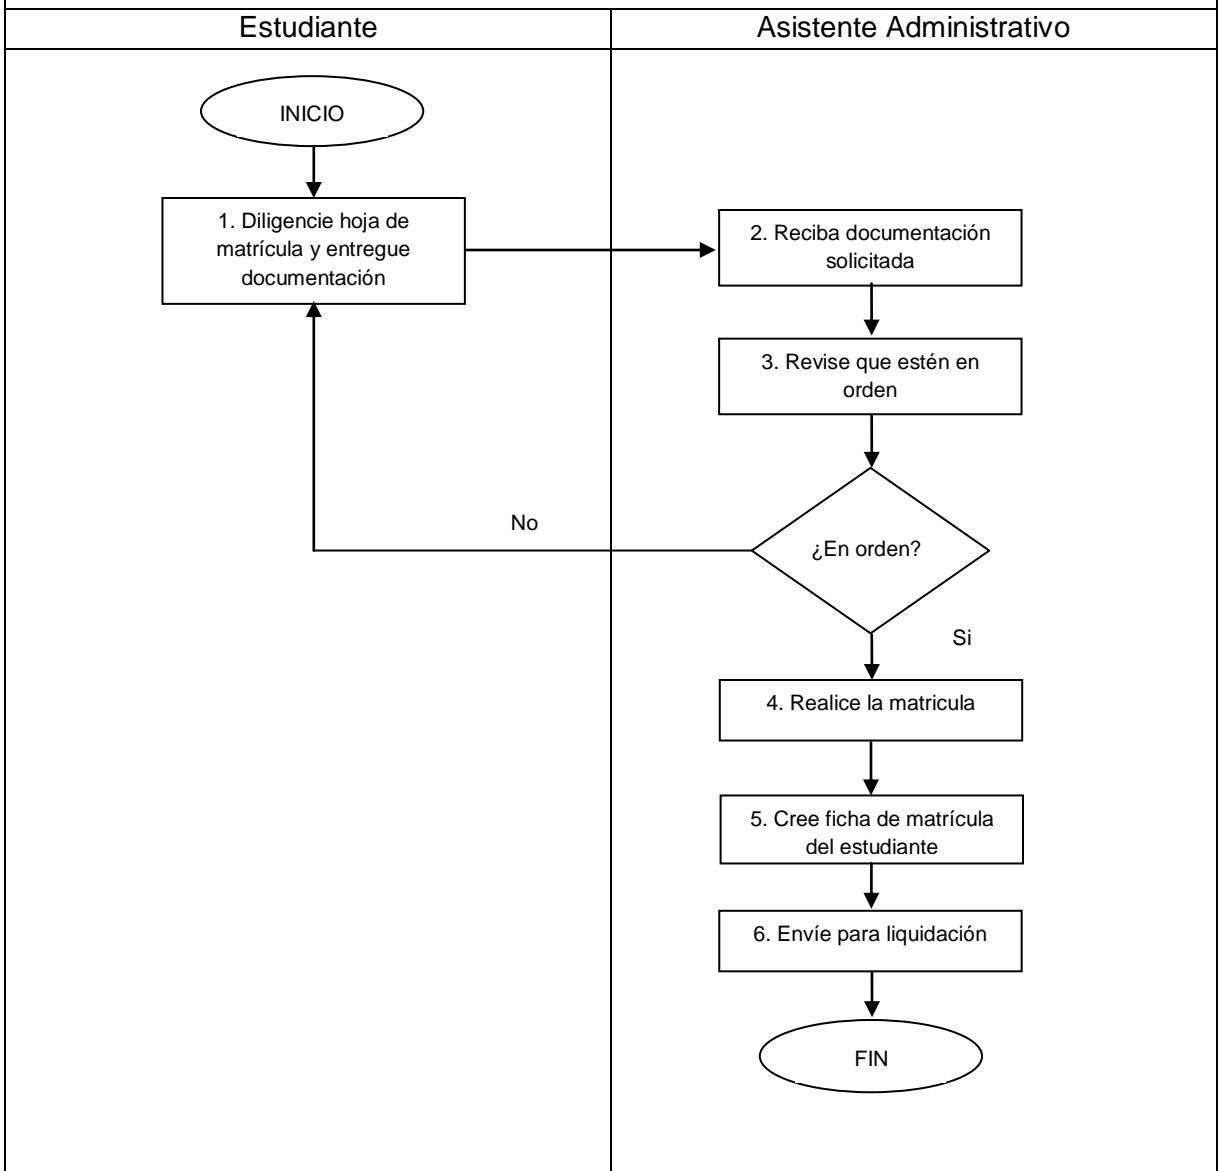 Estudiante
Asistente Administrativo
INICIO
1. Diligencie hoja de
matrícula y entregue
documentación
2. Reciba documentación
solicitada
3. Revise que estén en
orden
No
¿En orden?
Si
4. Realice la matricula
5. Cree ficha de matrícula
del estudiante
6. Envíe para liquidación
FIN